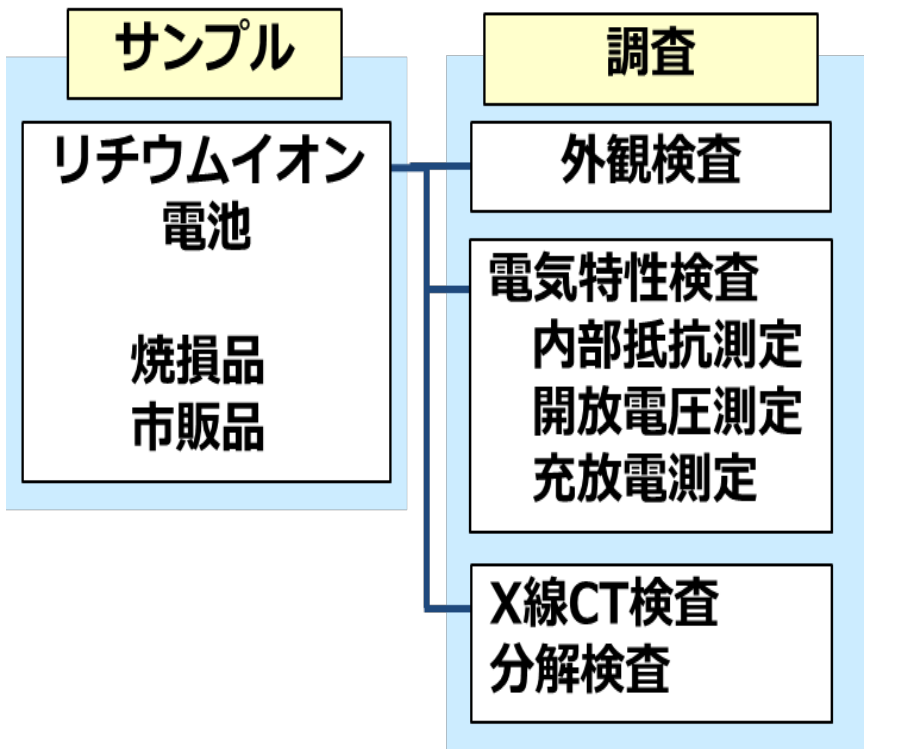 サンプル
リチウムイオン
電池
焼損品
市販品
調査
外観検査
電気特性検査
内部抵抗測定
開放電圧測定
充放電測定
X線CT検査
分解検査